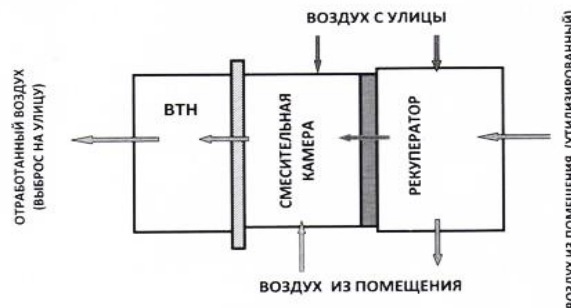 ВОЗДУХ С УЛИЦЫ
ОТРАБОТАННЫЙ ВОЗДУХ
(ВЫБРОС НА УЛИЦУ)
ВТН
СМЕСИТЕЛЬНАЯ
КАМЕРА
РЕКУПЕРАТОР
ВОЗДУХ ИЗ ПОМЕЩЕНИЯ (УТИЛИЗИРОВАННЫЙ)
ВОЗДУХ ИЗ ПОМЕЩЕНИЯ